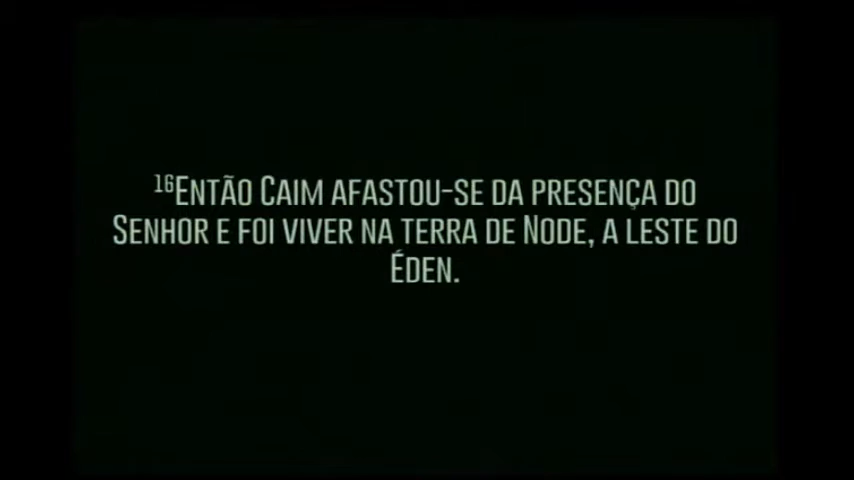 ¹⁶Então Caim afastou-se da presença do
Senhor e foi viver na terra de Node, a leste do
Éden.